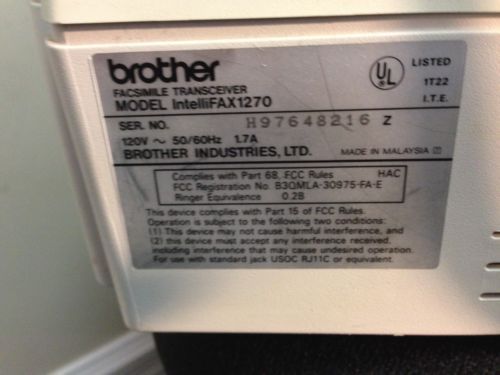 brother
FACSIMILE TRANSCEIVER
MODEL IntelliFAX1270
UL
LISTED
1T22
I.T.E.
SER. NO. H97648216 Z
120V ~ 50/60Hz 1.7A
BROTHER INDUSTRIES, LTD. MADE IN MALAYSIA
Complies with Part 68, FCC Rules HAC
FCC Registration No. B3QMLA-30975-FA-E
Ringer Equivalence 0.2B
This device complies with Part 15 of FCC Rules.
Operation is subject to the following two conditions:
(1) This device may not cause harmful interference, and
(2) this device must accept any interference received,
including interference that may cause undesired operation.
For use with standard jack USOC RJ11C or equivalent.